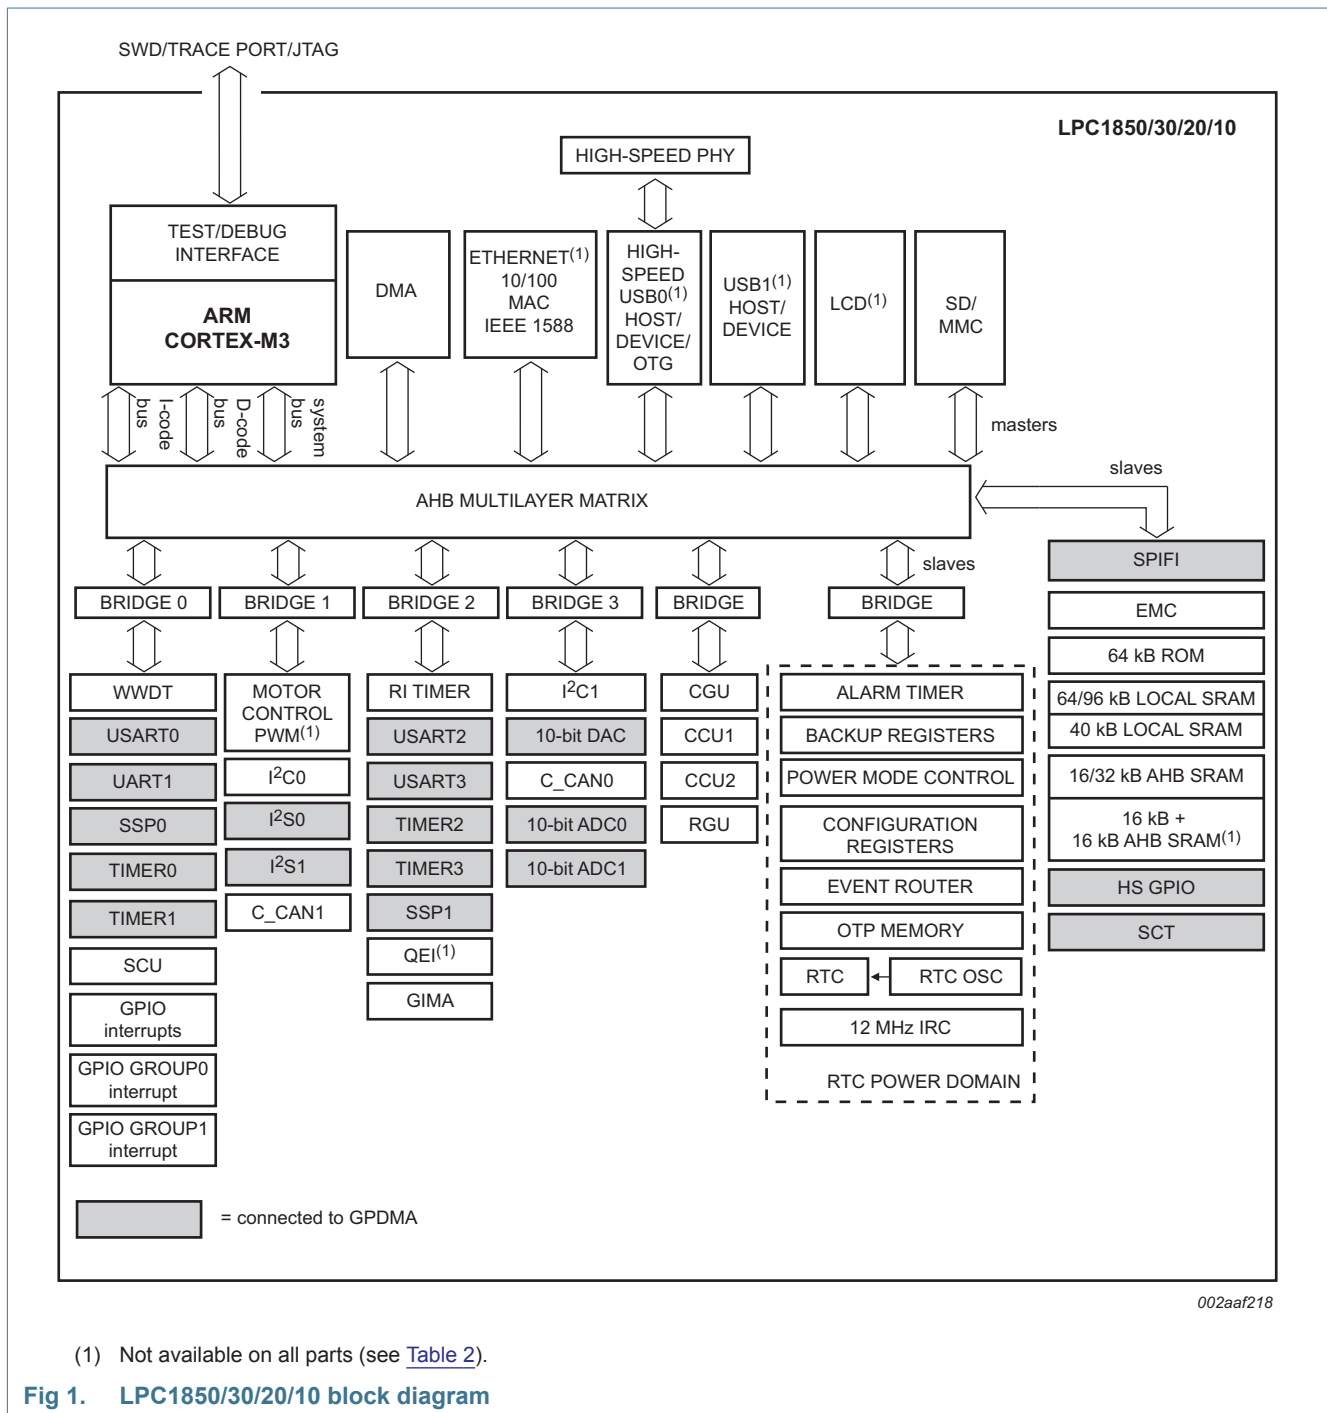 SWD/TRACE PORT/JTAG
LPC1850/30/20/10
HIGH-SPEED PHY
TEST/DEBUG
INTERFACE
ARM
CORTEX-M3
DMA
ETHERNET(1)
10/100
MAC
IEEE 1588
HIGH-
SPEED
USB0(1)
HOST/
DEVICE/
OTG
USB1(1)
HOST/
DEVICE
LCD(1)
SD/
MMC
I-code
bus
D-code
bus
system
bus
masters
slaves
AHB MULTILAYER MATRIX
slaves
BRIDGE 0
BRIDGE 1
BRIDGE 2
BRIDGE 3
BRIDGE
BRIDGE
WWDT
USART0
UART1
SSP0
TIMER0
TIMER1
SCU
GPIO
interrupts
GPIO GROUP0
interrupt
GPIO GROUP1
interrupt
MOTOR
CONTROL
PWM(1)
I2C0
I2S0
I2S1
C_CAN1
RI TIMER
USART2
USART3
TIMER2
TIMER3
SSP1
QEI(1)
GIMA
I2C1
10-bit DAC
C_CAN0
10-bit ADC0
10-bit ADC1
CGU
CCU1
CCU2
RGU
ALARM TIMER
BACKUP REGISTERS
POWER MODE CONTROL
CONFIGURATION
REGISTERS
EVENT ROUTER
OTP MEMORY
RTC
RTC OSC
12 MHz IRC
RTC POWER DOMAIN
SPIFI
EMC
64 kB ROM
64/96 kB LOCAL SRAM
40 kB LOCAL SRAM
16/32 kB AHB SRAM
16 kB +
16 kB AHB SRAM(1)
HS GPIO
SCT
= connected to GPDMA
002aaf218
(1) Not available on all parts (see Table 2).
Fig 1. LPC1850/30/20/10 block diagram